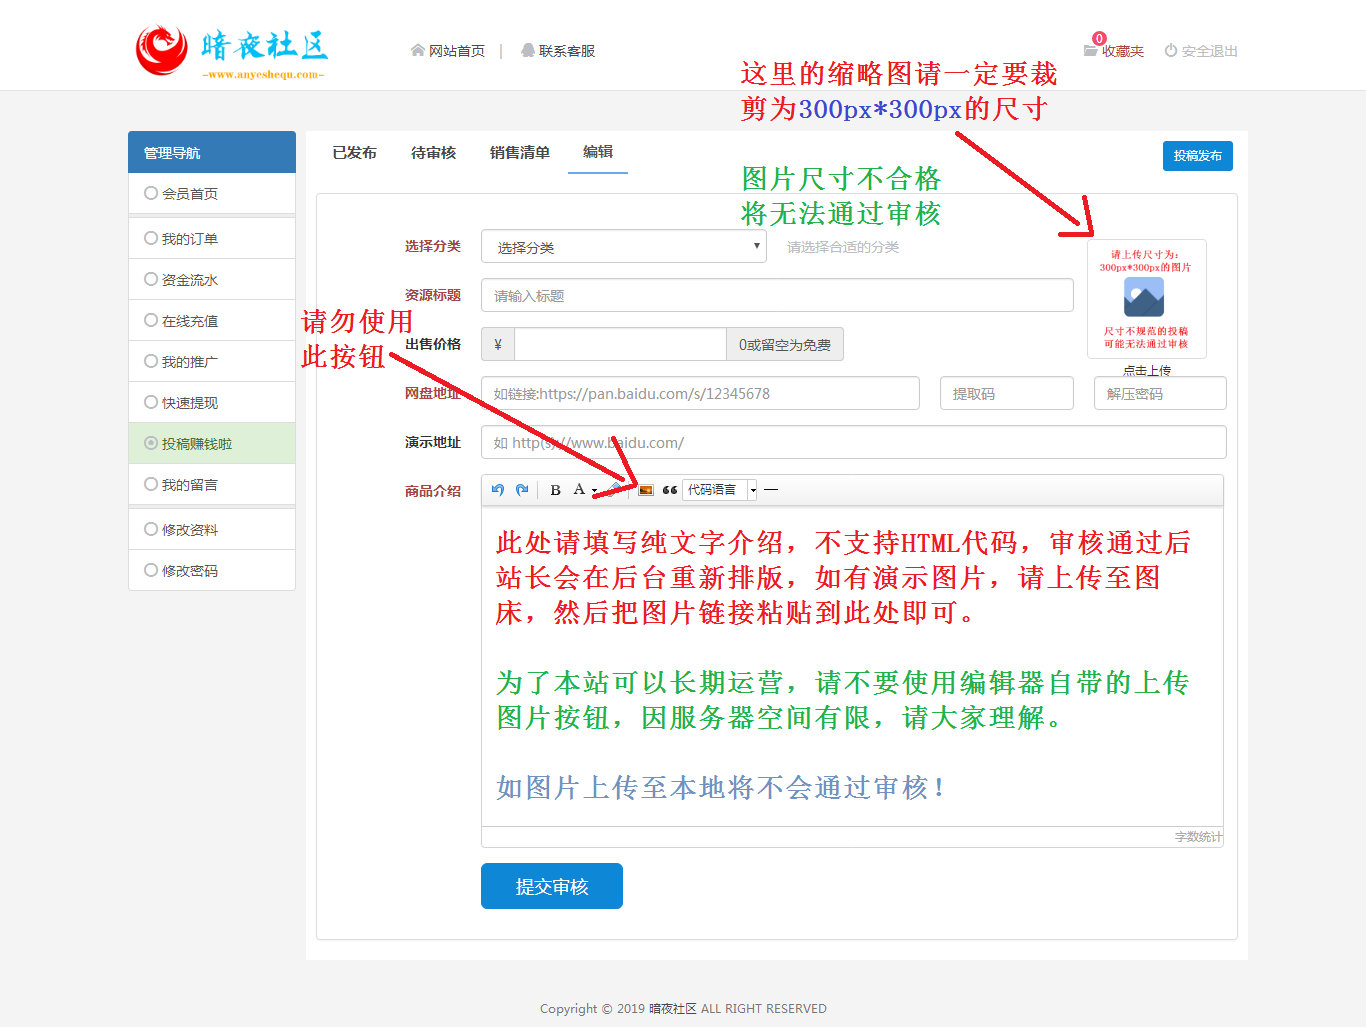 暗夜社区
-www.anyeshequ.com-
网站首页 | 联系客服
0
收藏夹 安全退出
这里的缩略图请一定要裁
剪为300px*300px的尺寸
管理导航
会员首页
我的订单
资金流水
在线充值
我的推广
快速提现
投稿赚钱啦
我的留言
修改资料
修改密码
已发布 待审核 销售清单 编辑
投稿发布
图片尺寸不合格
将无法通过审核
选择分类 选择分类 请选择合适的分类
请上传尺寸为:
300px*300px的图片
尺寸不规范的投稿
可能无法通过审核
点击上传
资源标题 请输入标题
请勿使用
此按钮
出售价格 ¥ 0或留空为免费
网盘地址 如链接:https://pan.baidu.com/s/12345678 提取码 解压密码
演示地址 如 http(s)://www.baidu.com/
商品介绍 B A 代码语言
此处请填写纯文字介绍，不支持HTML代码，审核通过后
站长会在后台重新排版，如有演示图片，请上传至图
床，然后把图片链接粘贴到此处即可。
为了本站可以长期运营，请不要使用编辑器自带的上传
图片按钮，因服务器空间有限，请大家理解。
如图片上传至本地将不会通过审核！
字数统计
提交审核
Copyright © 2019 暗夜社区 ALL RIGHT RESERVED